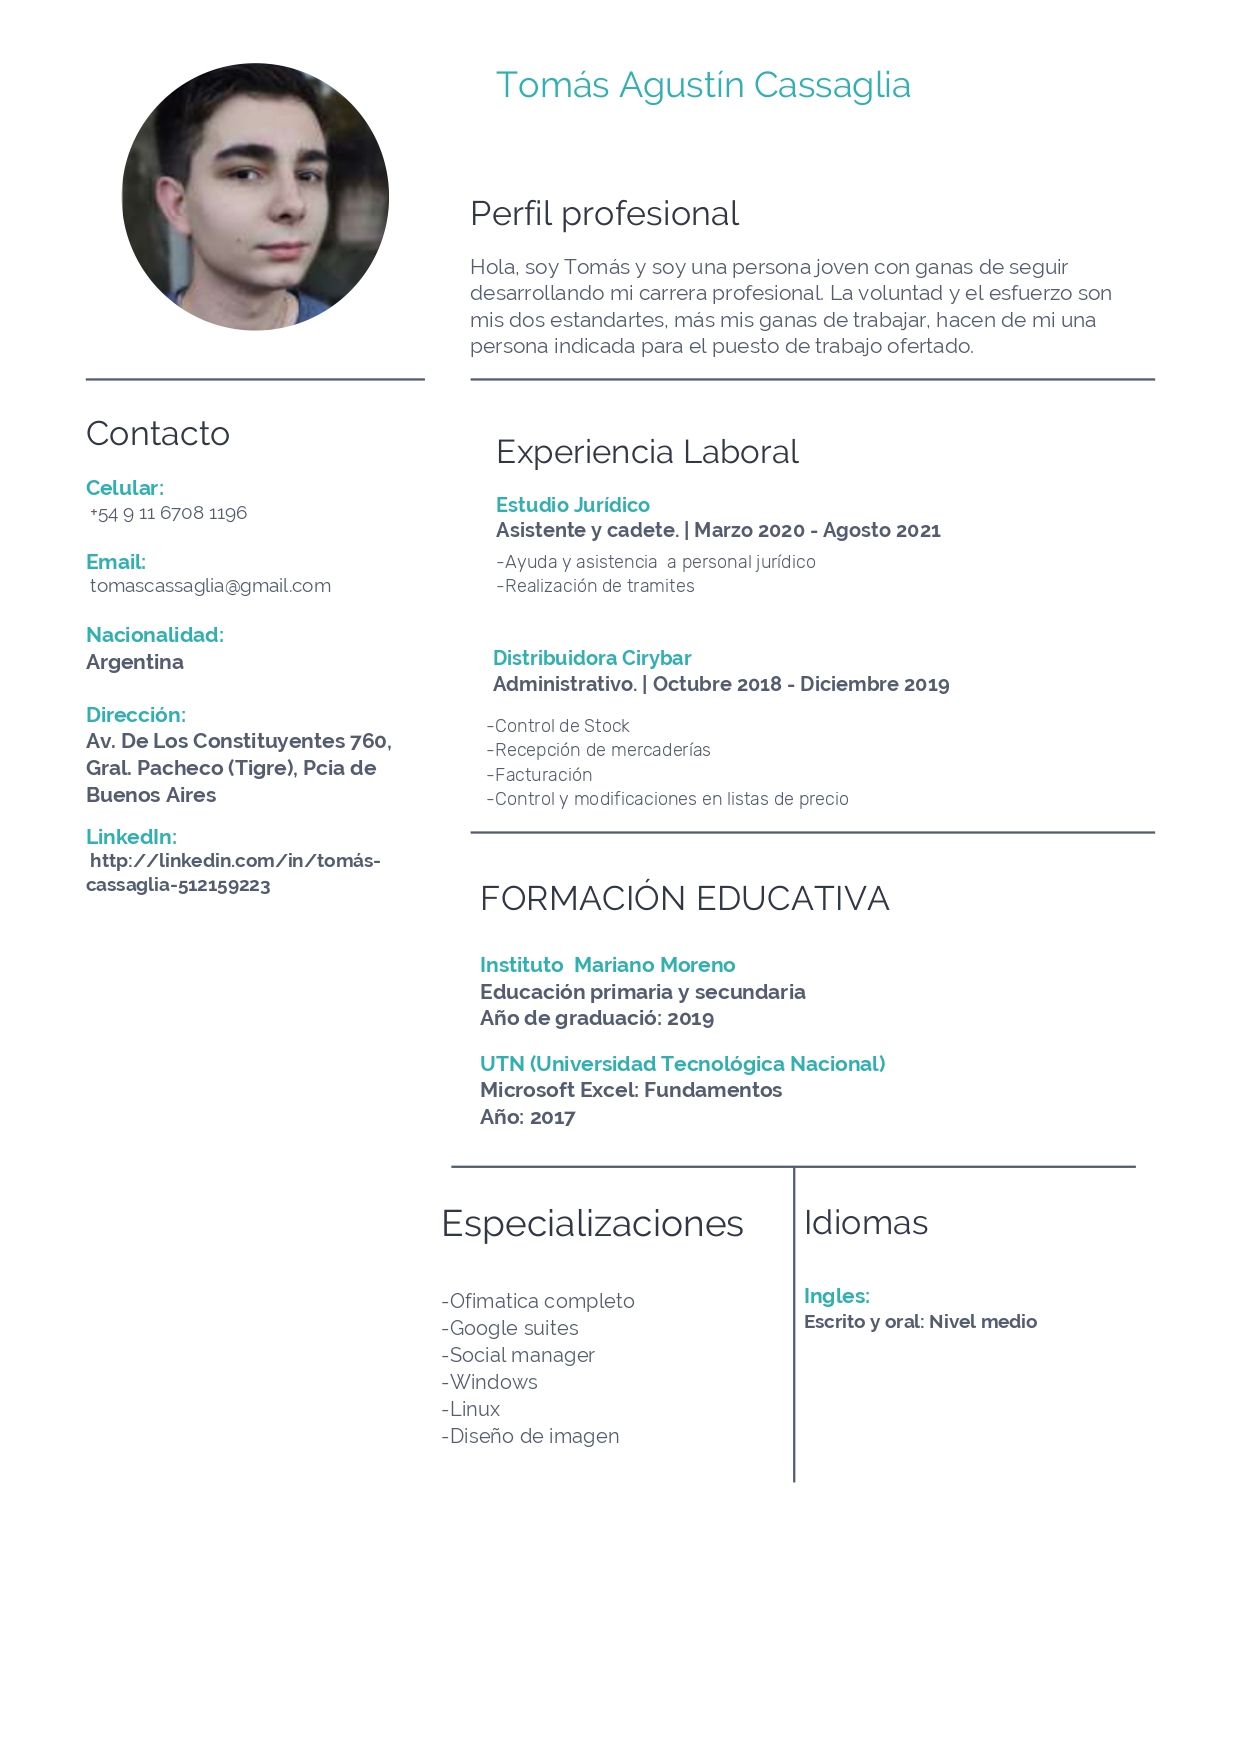 Tomás Agustín Cassaglia
Perfil profesional
Hola, soy Tomás y soy una persona joven con ganas de seguir
desarrollando mi carrera profesional. La voluntad y el esfuerzo son
mis dos estandartes, más mis ganas de trabajar, hacen de mi una
persona indicada para el puesto de trabajo ofertado.
Contacto
Celular:
+54 9 11 6708 1196
Email:
tomascassaglia@gmail.com
Nacionalidad:
Argentina
Dirección:
Av. De Los Constituyentes 760,
Gral. Pacheco (Tigre), Pcia de
Buenos Aires
LinkedIn:
http://linkedin.com/in/tomás-
cassaglia-512159223
Experiencia Laboral
Estudio Jurídico
Asistente y cadete. | Marzo 2020 - Agosto 2021
-Ayuda y asistencia  a personal jurídico
-Realización de tramites
Distribuidora Cirybar
Administrativo. | Octubre 2018 - Diciembre 2019
-Control de Stock
-Recepción de mercaderías
-Facturación
-Control y modificaciones en listas de precio
FORMACIÓN EDUCATIVA
Instituto  Mariano Moreno
Educación primaria y secundaria
Año de graduació: 2019
UTN (Universidad Tecnológica Nacional)
Microsoft Excel: Fundamentos
Año: 2017
Especializaciones
-Ofimatica completo
-Google suites
-Social manager
-Windows
-Linux
-Diseño de imagen
Idiomas
Ingles:
Escrito y oral: Nivel medio